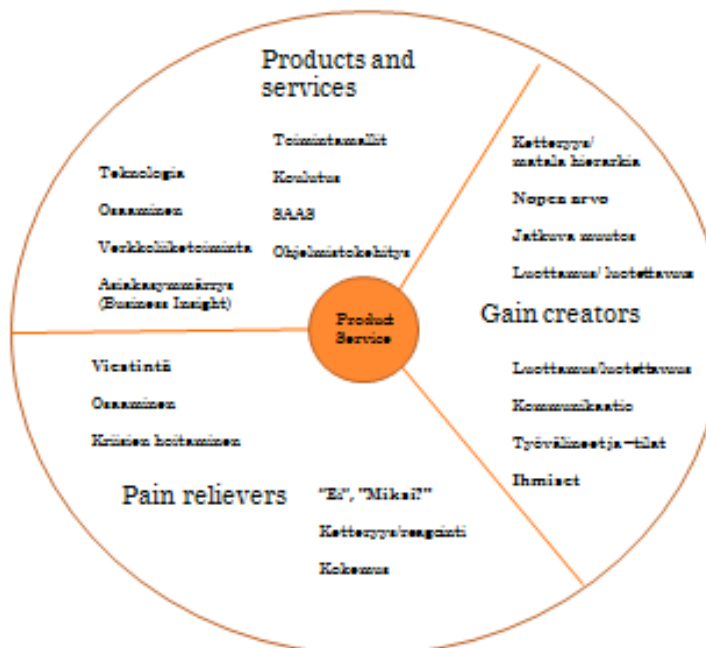 Products and
services
Toimintamallit
Koulutus
SAAS
Ohjelmistokehitys
Teknologia
Osaaminen
Verkkoliiketoiminta
Asiakasymmärrys
(Business Insight)
Ketteryys/
matala hierarkia
Nopea arvo
Jatkuva muutos
Luottamus/ luotettavuus
Gain creators
Luottamus/luotettavuus
Kommunikaatio
Työvälineet ja –tilat
Ihmiset
Product
Service
Viestintä
Osaaminen
Kriisien hoitaminen
Pain relievers
"Ei", "Miksi?"
Ketteryys/reagointi
Kokemus